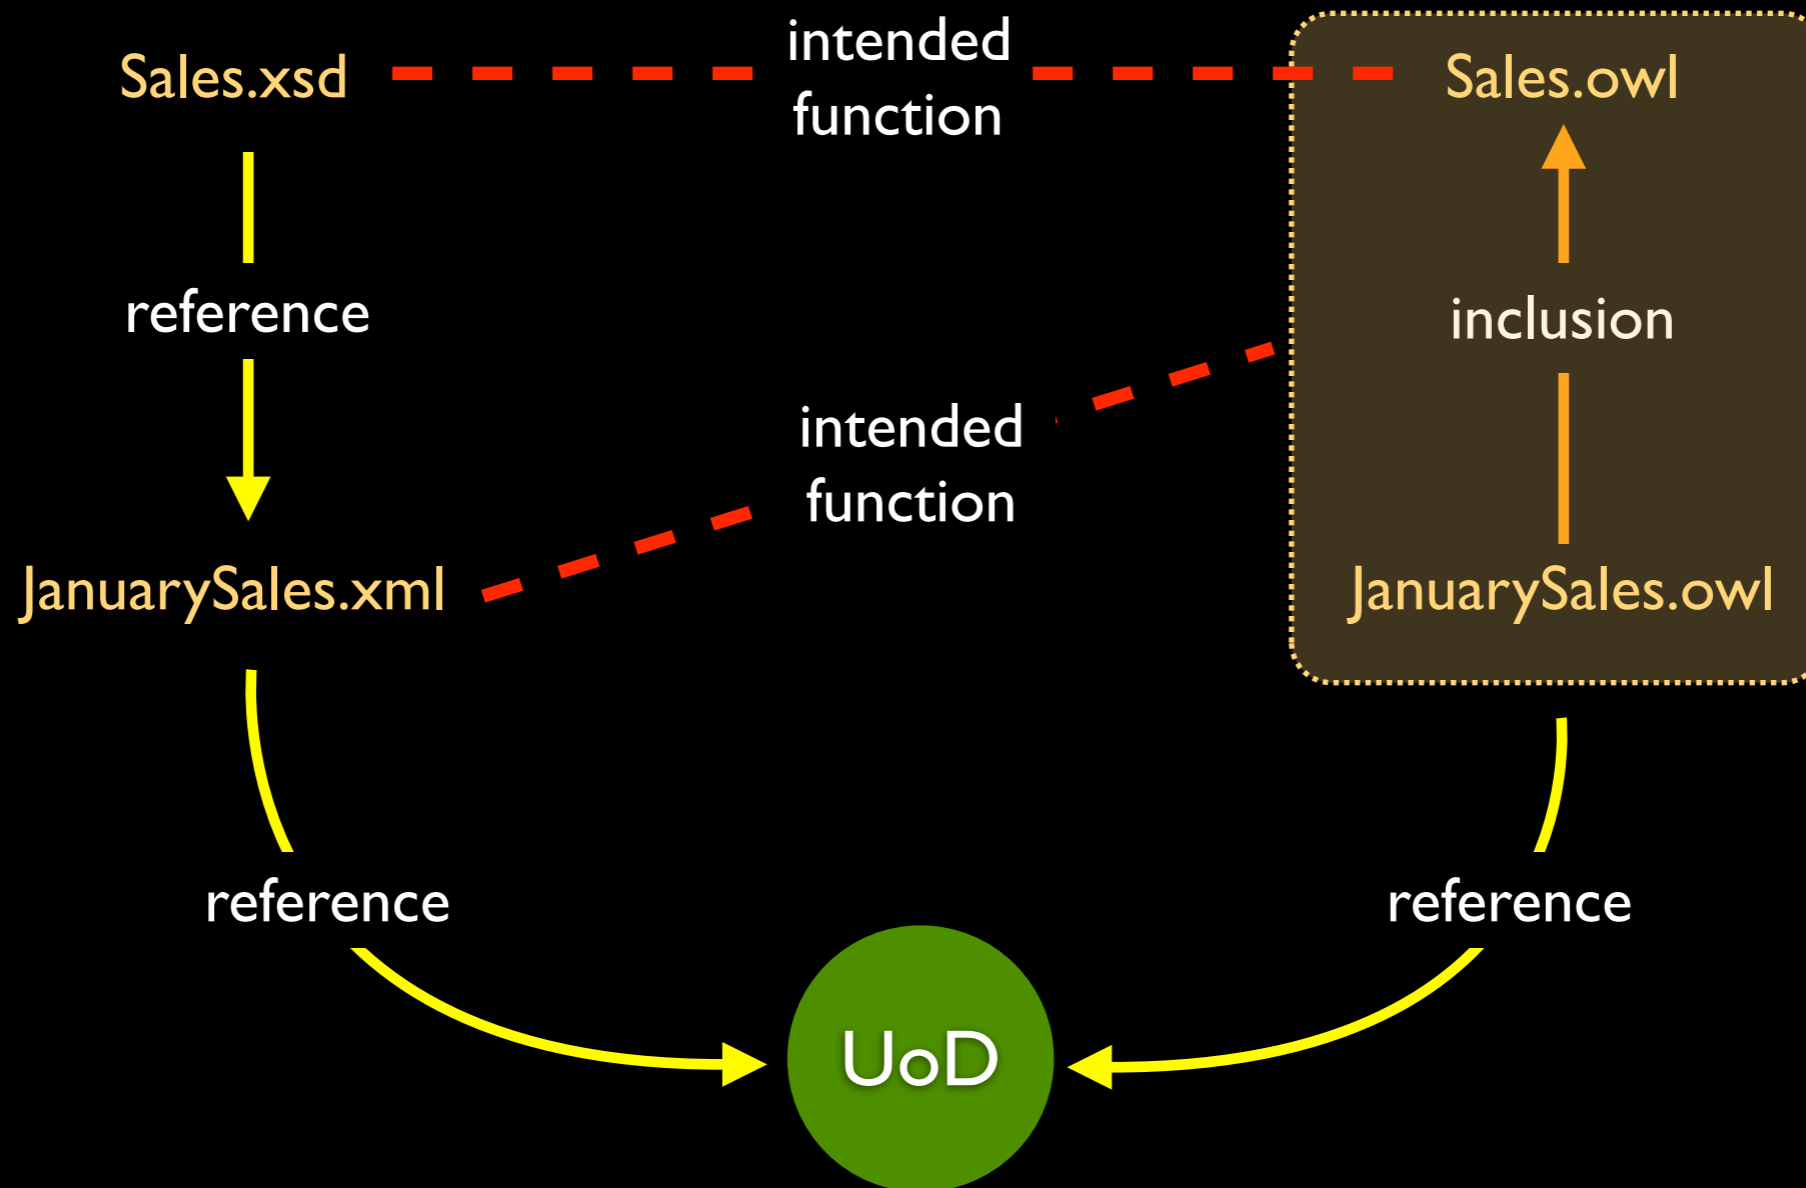 Sales.xsd
intended
function
Sales.owl
reference
inclusion
intended
function
JanuarySales.xml
JanuarySales.owl
reference
reference
UoD